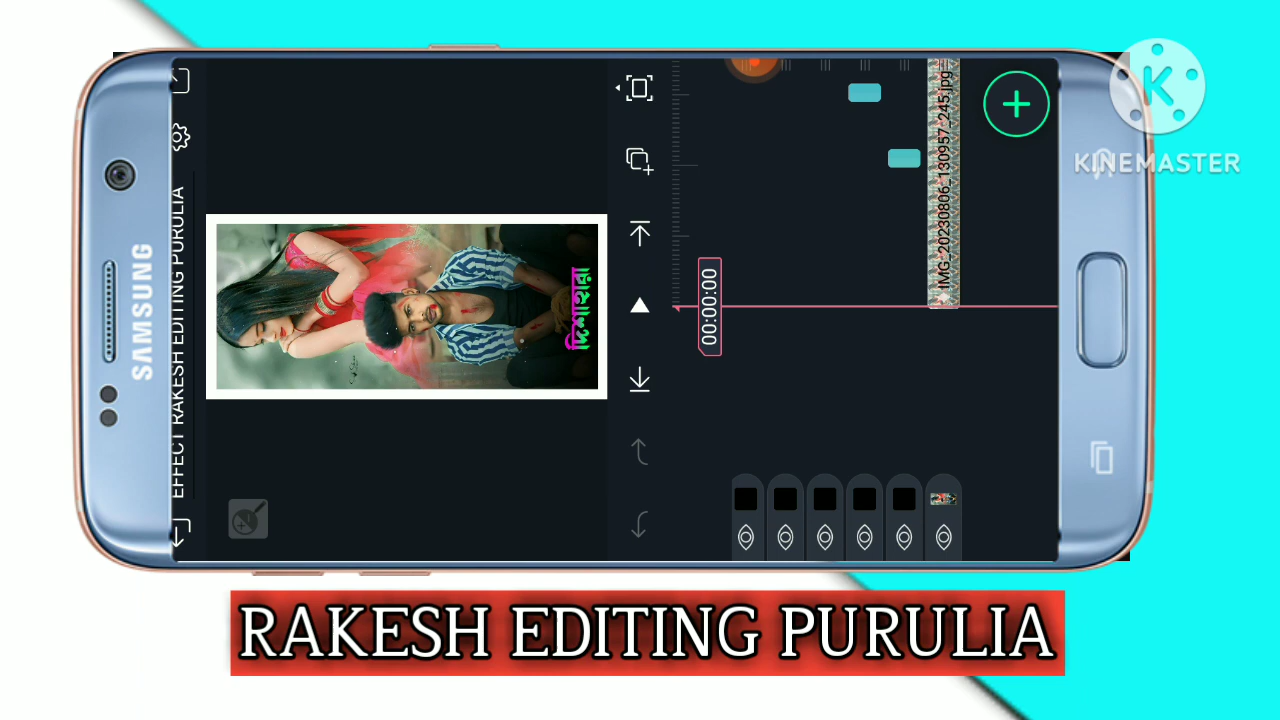 SAMSUNG
EFFECT RAKESH EDITING PURULIA
00:00:00
IMG_20230806_130957_245.jpg
KINEMASTER
RAKESH EDITING PURULIA